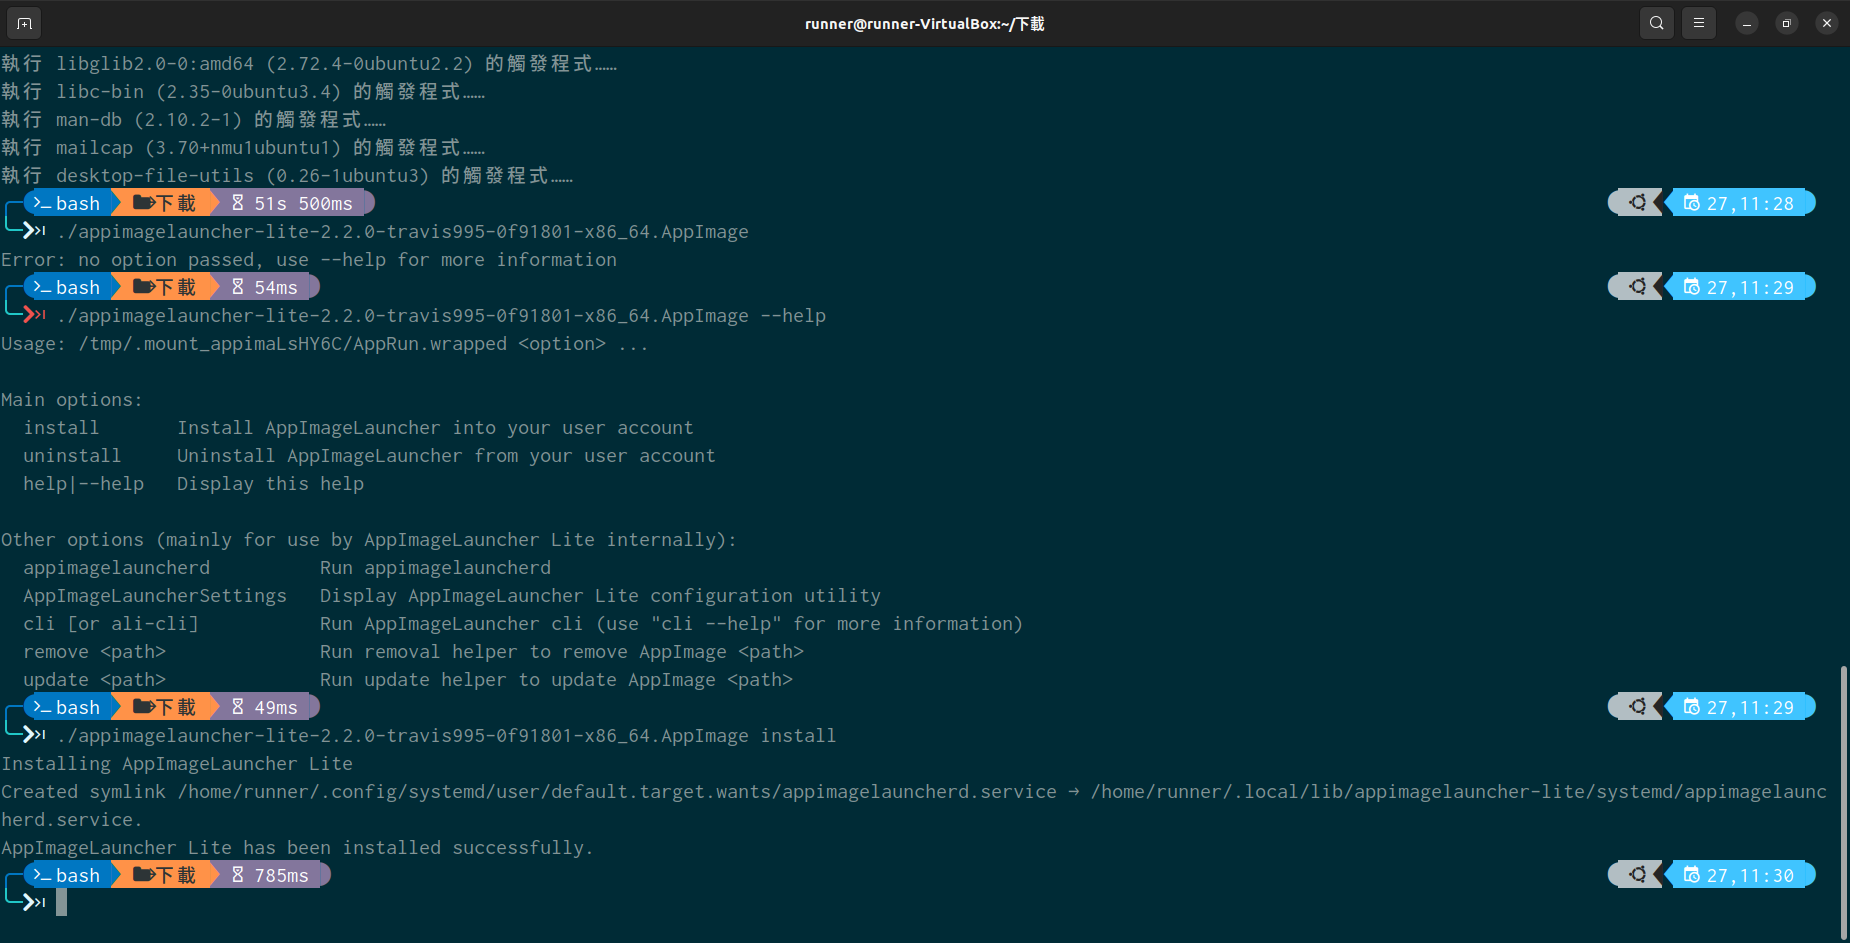 runner@runner-VirtualBox:~/下載
執行 libglib2.0-0:amd64 (2.72.4-0ubuntu2.2) 的觸發程式……
執行 libc-bin (2.35-0ubuntu3.4) 的觸發程式……
執行 man-db (2.10.2-1) 的觸發程式……
執行 mailcap (3.70+nmu1ubuntu1) 的觸發程式……
執行 desktop-file-utils (0.26-1ubuntu3) 的觸發程式……
bash 下載 51s 500ms 27,11:28
./appimagelauncher-lite-2.2.0-travis995-0f91801-x86_64.AppImage
Error: no option passed, use --help for more information
bash 下載 54ms 27,11:29
./appimagelauncher-lite-2.2.0-travis995-0f91801-x86_64.AppImage --help
Usage: /tmp/.mount_appimaLsHY6C/AppRun.wrapped <option> ...
Main options:
install Install AppImageLauncher into your user account
uninstall Uninstall AppImageLauncher from your user account
help|--help Display this help
Other options (mainly for use by AppImageLauncher Lite internally):
appimagelauncherd Run appimagelauncherd
AppImageLauncherSettings Display AppImageLauncher Lite configuration utility
cli [or ali-cli] Run AppImageLauncher cli (use "cli --help" for more information)
remove <path> Run removal helper to remove AppImage <path>
update <path> Run update helper to update AppImage <path>
bash 下載 49ms 27,11:29
./appimagelauncher-lite-2.2.0-travis995-0f91801-x86_64.AppImage install
Installing AppImageLauncher Lite
Created symlink /home/runner/.config/systemd/user/default.target.wants/appimagelauncherd.service → /home/runner/.local/lib/appimagelauncher-lite/systemd/appimagelaunc
herd.service.
AppImageLauncher Lite has been installed successfully.
bash 下載 785ms 27,11:30